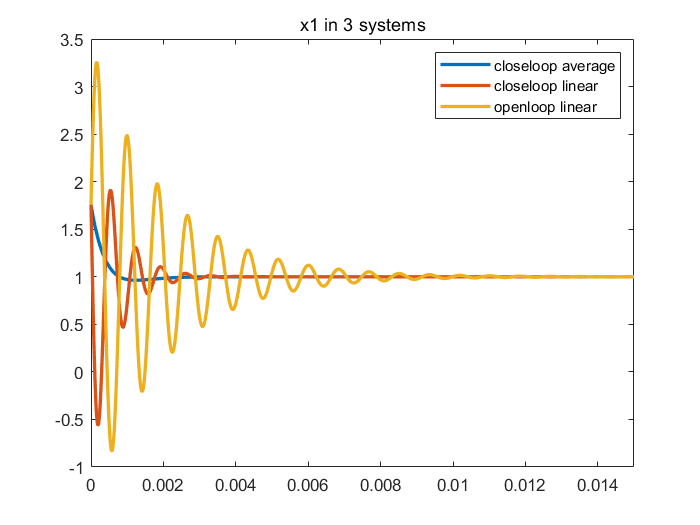 x1 in 3 systems
closeloop average
closeloop linear
openloop linear
3.5
3
2.5
2
1.5
1
0.5
0
-0.5
-1
0 0.002 0.004 0.006 0.008 0.01 0.012 0.014